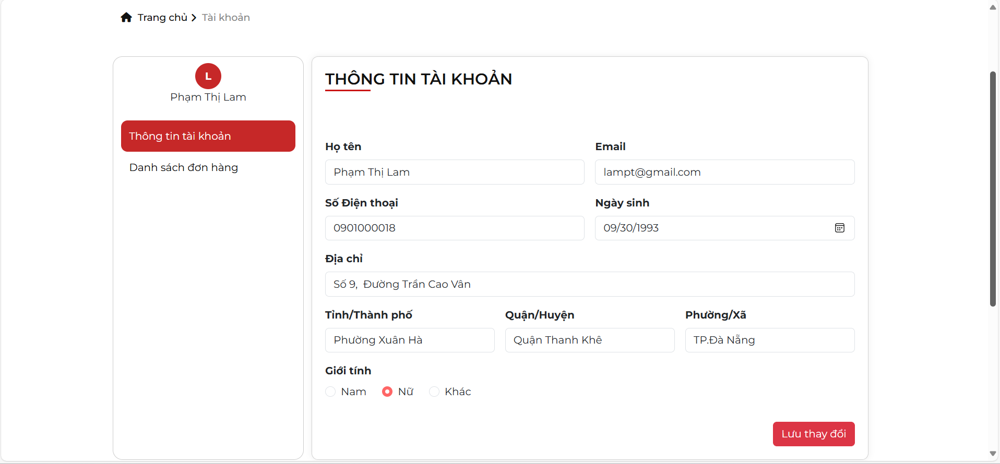 Trang chủ > Tài khoản
L
Phạm Thị Lam
Thông tin tài khoản
Danh sách đơn hàng
THÔNG TIN TÀI KHOẢN
Họ tên
Email
Phạm Thị Lam
lampt@gmail.com
Số Điện thoại
Ngày sinh
0901000018
09/30/1993
Địa chỉ
Số 9,  Đường Trần Cao Vân
Tỉnh/Thành phố
Quận/Huyện
Phường/Xã
Phường Xuân Hà
Quận Thanh Khê
TP.Đà Nẵng
Giới tính
Nam
Nữ
Khác
Lưu thay đổi